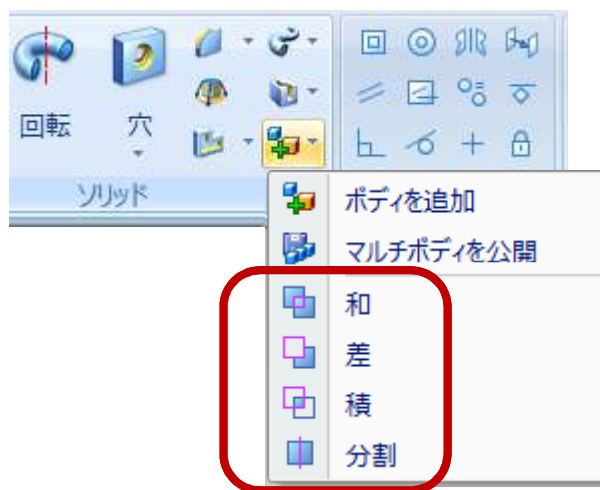 回転
穴
ソリッド
ボディを追加
マルチボディを公開
和
差
積
分割